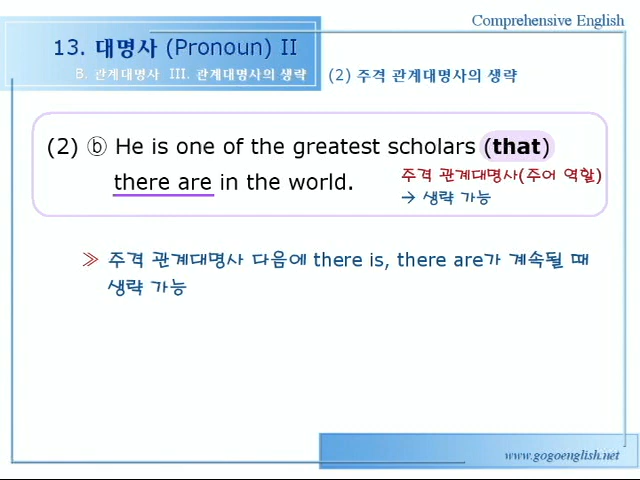 Comprehensive English
13. 대명사 (Pronoun) II
B. 관계대명사 III. 관계대명사의 생략
(2) 주격 관계대명사의 생략
(2) ⓑ He is one of the greatest scholars (that)
there are in the world.
주격 관계대명사(주어 역할)
→ 생략 가능
≫ 주격 관계대명사 다음에 there is, there are가 계속될 때
생략 가능
www.gogoenglish.net